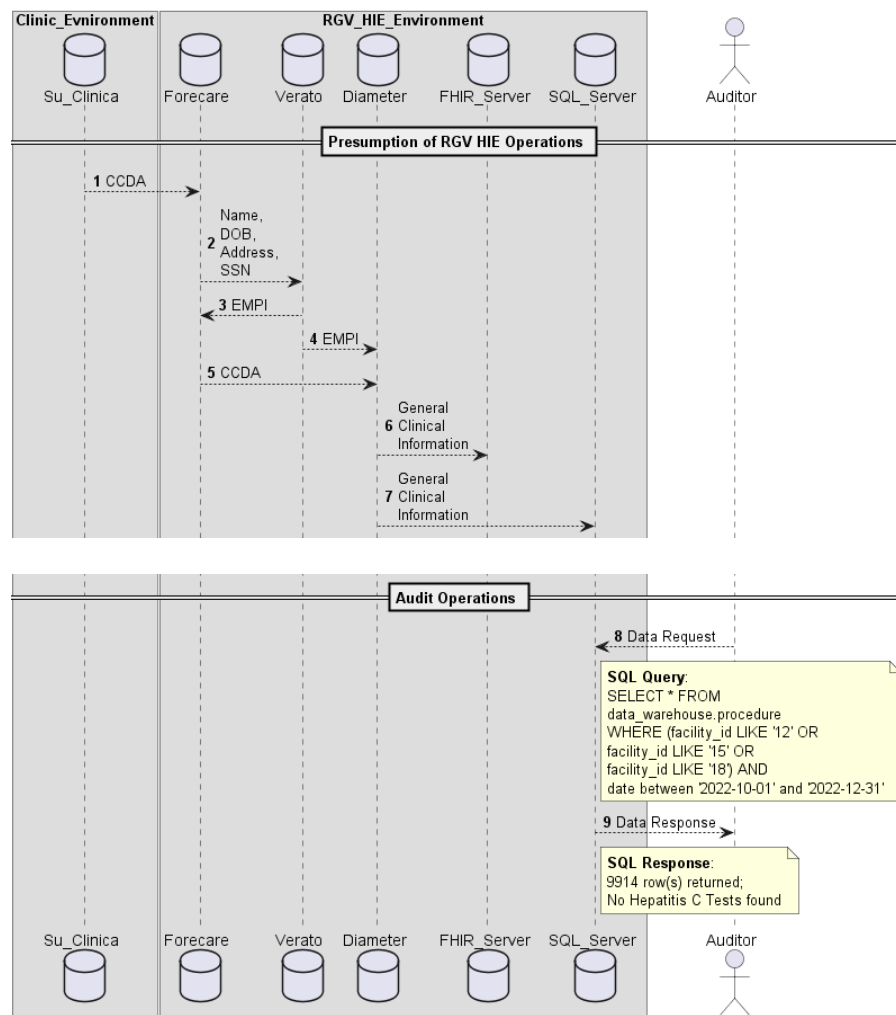 Clinic_Evnironment
RGV_HIE_Environment
Su_Clinica
Forecare
Verato
Diameter
FHIR_Server
SQL_Server
Auditor
Presumption of RGV HIE Operations
1 CCDA
Name,
2 DOB,
Address,
SSN
3 EMPI
4 EMPI
5 CCDA
General
6 Clinical
Information
General
7 Clinical
Information
Audit Operations
8 Data Request
SQL Query:
SELECT * FROM
data_warehouse.procedure
WHERE (facility_id LIKE '12' OR
facility_id LIKE '15' OR
facility_id LIKE '18') AND
date between '2022-10-01' and '2022-12-31'
9 Data Response
SQL Response:
9914 row(s) returned;
No Hepatitis C Tests found
Su_Clinica
Forecare
Verato
Diameter
FHIR_Server
SQL_Server
Auditor